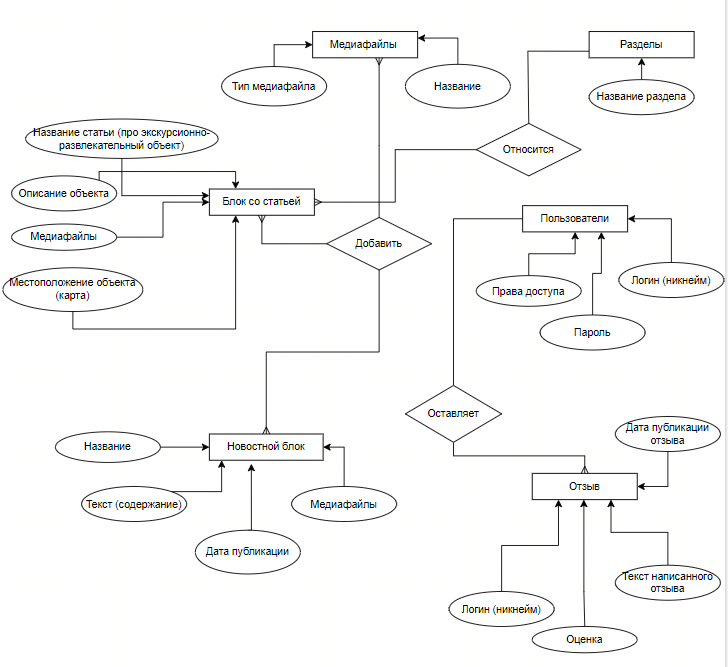 Медиафайлы
Разделы
Тип медиафайла
Название
Название раздела
Название статьи (про экскурсионно-
развлекательный объект)
Относится
Описание объекта
Блок со статьей
Медиафайлы
Пользователи
Добавить
Местоположение объекта
(карта)
Права доступа
Логин (никнейм)
Пароль
Оставляет
Название
Новостной блок
Дата публикации
отзыва
Текст (содержание)
Медиафайлы
Отзыв
Дата публикации
Текст написанного
отзыва
Логин (никнейм)
Оценка